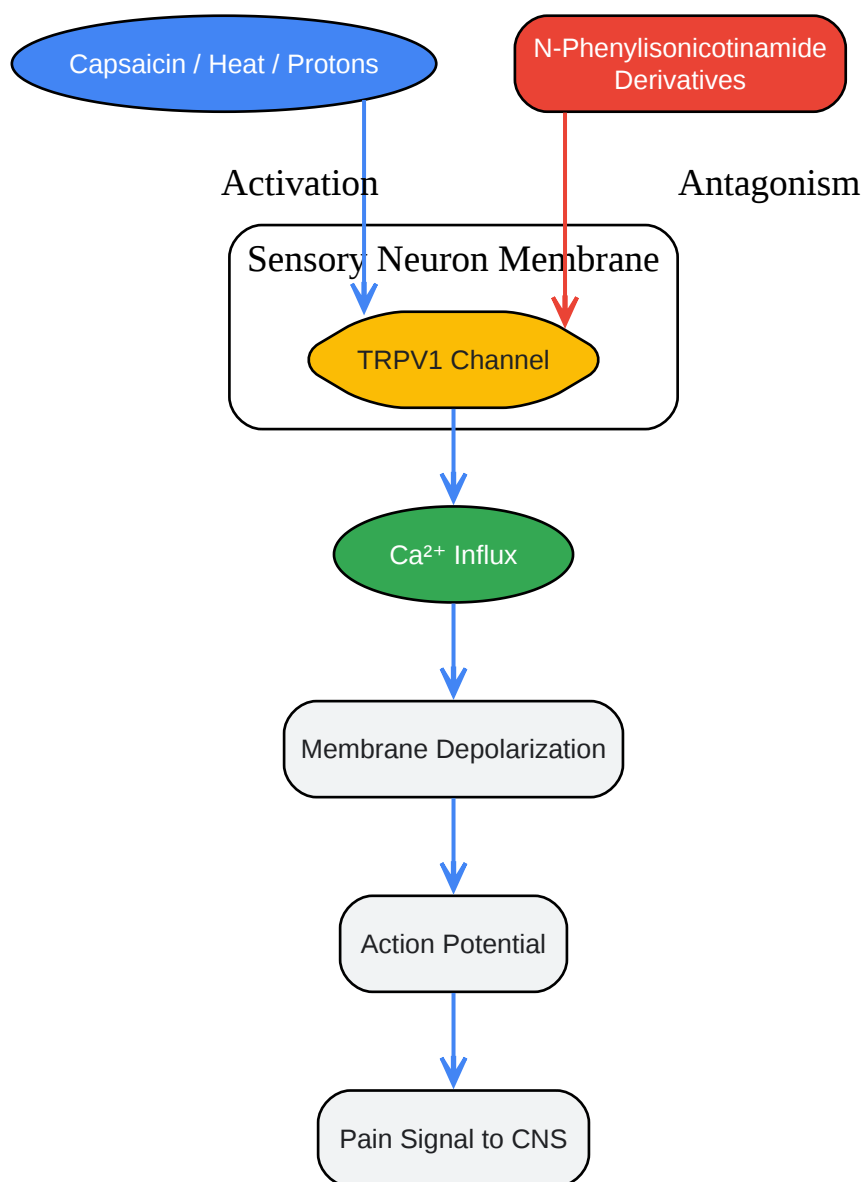 Capsaicin / Heat / Protons
N-Phenylisonicotinamide
Derivatives
Activation
Antagonism
Sensory Neuron Membrane
TRPV1 Channel
Ca²⁺ Influx
Membrane Depolarization
Action Potential
Pain Signal to CNS